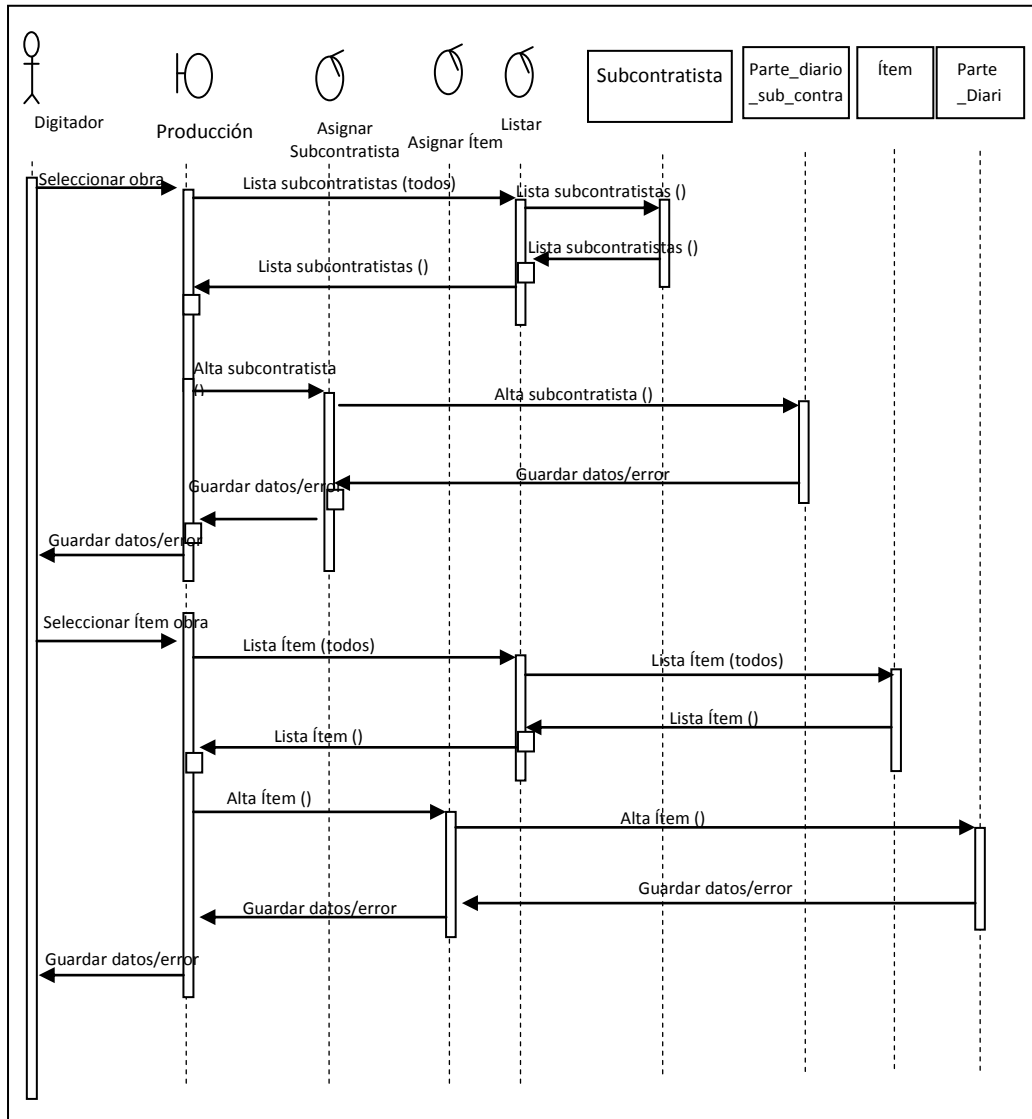 Digitador
Producción
Asignar
Subcontratista
Asignar Ítem
Listar
Subcontratista
Parte_diario
_sub_contra
Ítem
Parte
_Diari
Seleccionar obra
Lista subcontratistas (todos)
Lista subcontratistas ()
Lista subcontratistas ()
Lista subcontratistas ()
Alta subcontratista
()
Alta subcontratista ()
Guardar datos/error
Guardar datos/error
Guardar datos/error
Seleccionar Ítem obra
Lista Ítem (todos)
Lista Ítem (todos)
Lista Ítem ()
Lista Ítem ()
Alta Ítem ()
Alta Ítem ()
Guardar datos/error
Guardar datos/error
Guardar datos/error